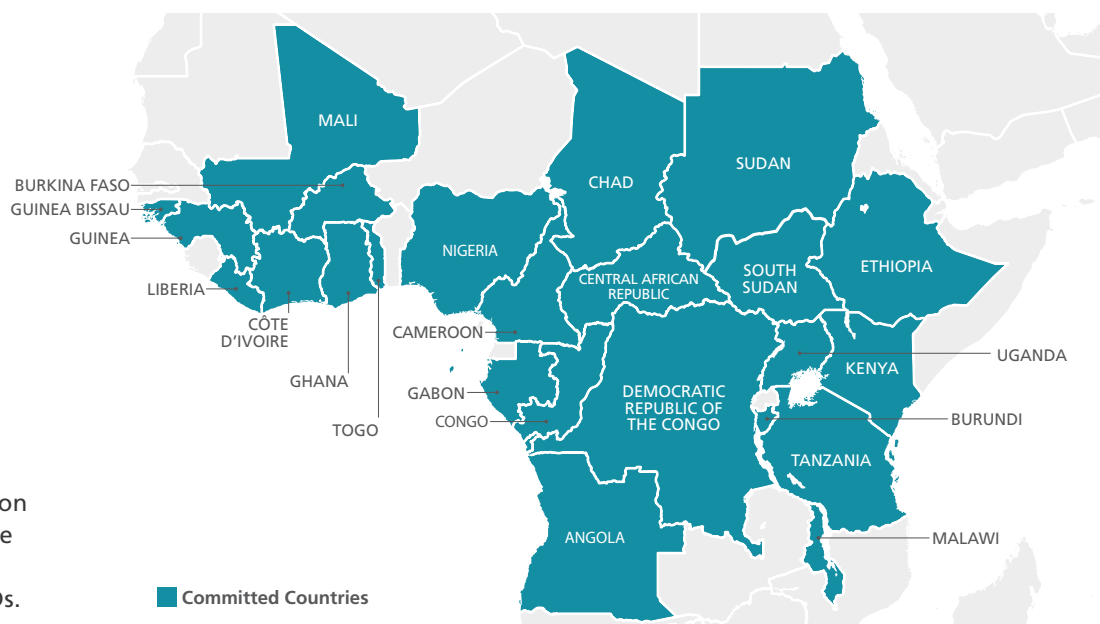 MALI
BURKINA FASO
GUINEA BISSAU
GUINEA
LIBERIA
CÔTE
D'IVOIRE
GHANA
TOGO
NIGERIA
CHAD
SUDAN
CENTRAL AFRICAN
REPUBLIC
SOUTH
SUDAN
ETHIOPIA
CAMEROON
GABON
CONGO
DEMOCRATIC
REPUBLIC OF
THE CONGO
UGANDA
KENYA
BURUNDI
TANZANIA
ANGOLA
MALAWI
on
e
s.
Committed Countries